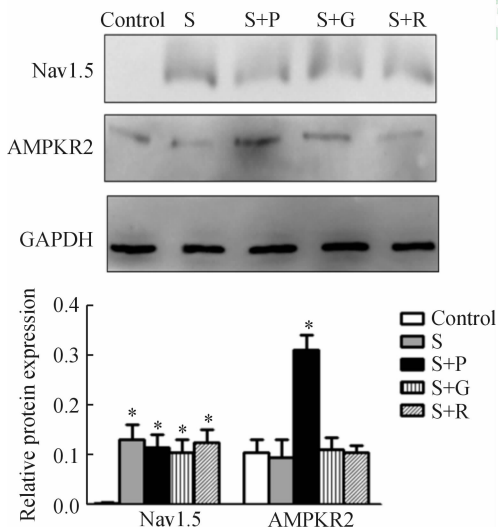 Control S S+P S+G S+R
Nav1.5
AMPKR2
GAPDH
Relative protein expression
0.4
0.3
0.2
0.1
0.0
* * * *
*
Nav1.5 AMPKR2
Control
S
S+P
S+G
S+R